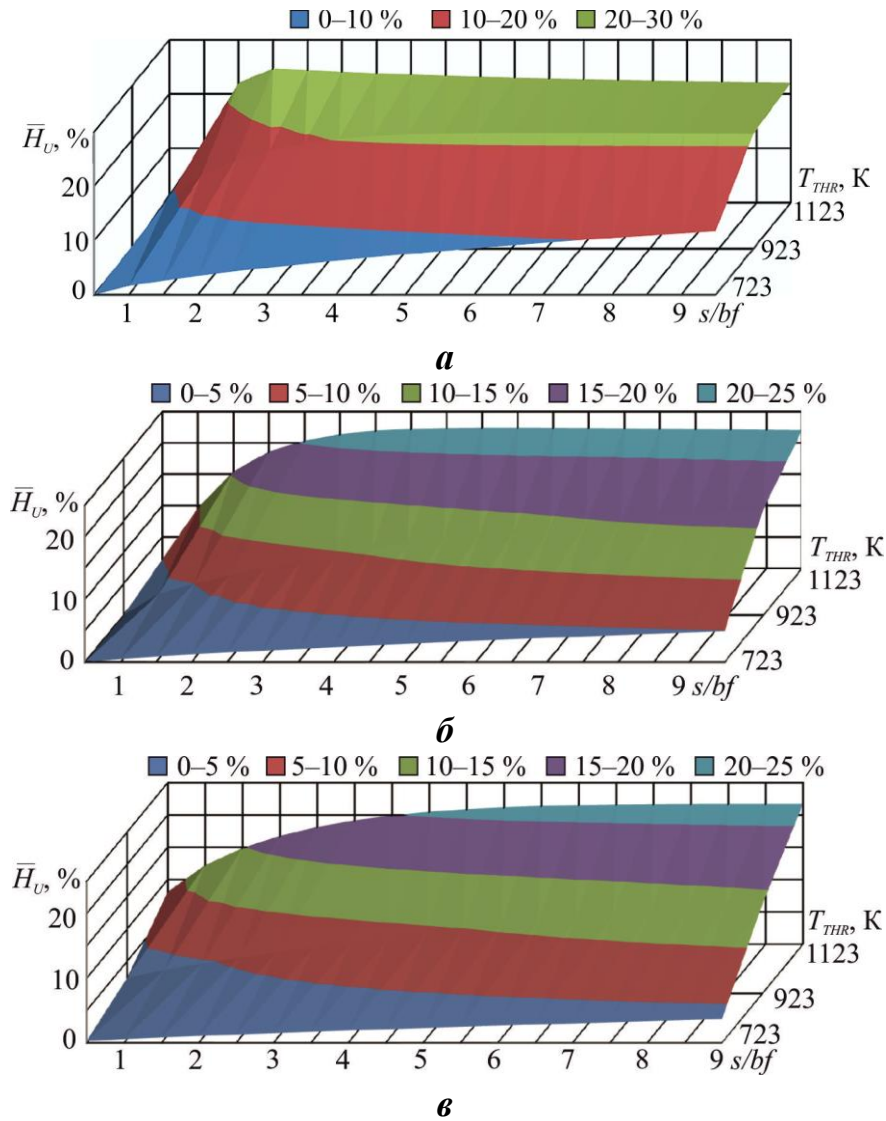 0–10 % 10–20 % 20–30 %
H̅U, %
20
10
0
TTHR, К
1123
923
723
1 2 3 4 5 6 7 8 9 s/bf
а
0–5 % 5–10 % 10–15 % 15–20 % 20–25 %
H̅U, %
20
10
0
TTHR, К
1123
923
723
1 2 3 4 5 6 7 8 9 s/bf
б
0–5 % 5–10 % 10–15 % 15–20 % 20–25 %
H̅U, %
20
10
0
TTHR, К
1123
923
723
1 2 3 4 5 6 7 8 9 s/bf
в